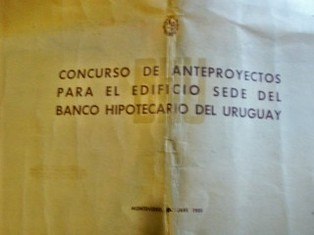 CONCURSO DE ANTEPROYECTOS
PARA EL EDIFICIO SEDE DEL
BANCO HIPOTECARIO DEL URUGUAY